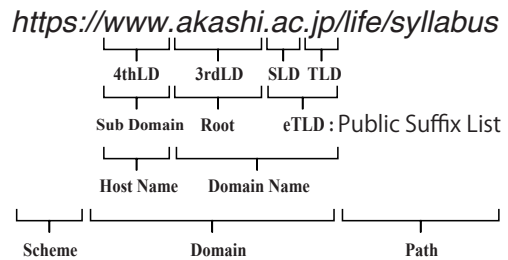 https://www.akashi.ac.jp/life/syllabus
4thLD 3rdLD SLD TLD
Sub Domain Root eTLD : Public Suffix List
Host Name Domain Name
Scheme Domain Path